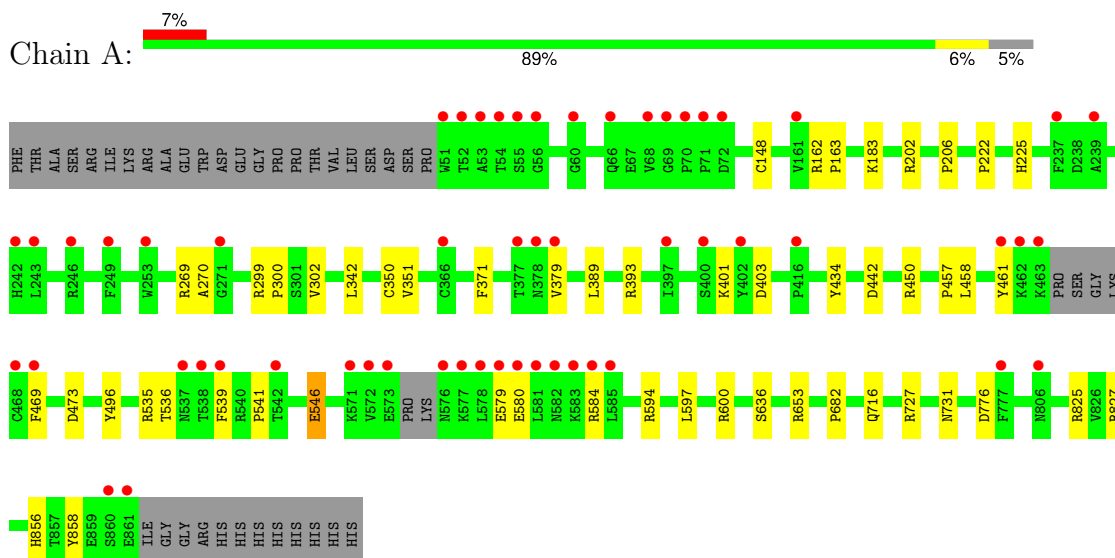 7%
Chain A:
89% 6% 5%
PHE THR ALA SER ARG ILE LYS ARG ALA GLU TRP ASP GLU GLY PRO PRO THR VAL LEU SER ASP SER PRO W51 T52 A53 T54 S55 G56 G60 Q66 E67 V68 G69 P70 P71 D72 C148 V161 R162 P163 K183 R202 P206 P222 H225 F237 D238 A239
H242 L243 R246 F249 W253 R269 A270 G271 R299 P300 S301 V302 L342 C350 V351 C366 F371 T377 N378 V379 L389 R393 I397 S400 K401 Y402 D403 P416 Y434 D442 R450 P457 L458 Y461 K462 K463 PRO SER GLY LYS
C468 F469 D473 Y496 R535 T536 N537 T538 F539 R540 P541 T542 E546 K571 V572 E573 PRO LYS N576 K577 L578 E579 E580 L581 N582 K583 R584 L585 R594 L597 R600 S636 R653 P682 Q716 R727 N731 D776 F777 N806 R825 V826
H856 T857 Y858 E859 S860 E861 ILE GLY GLY ARG HIS HIS HIS HIS HIS HIS HIS HIS